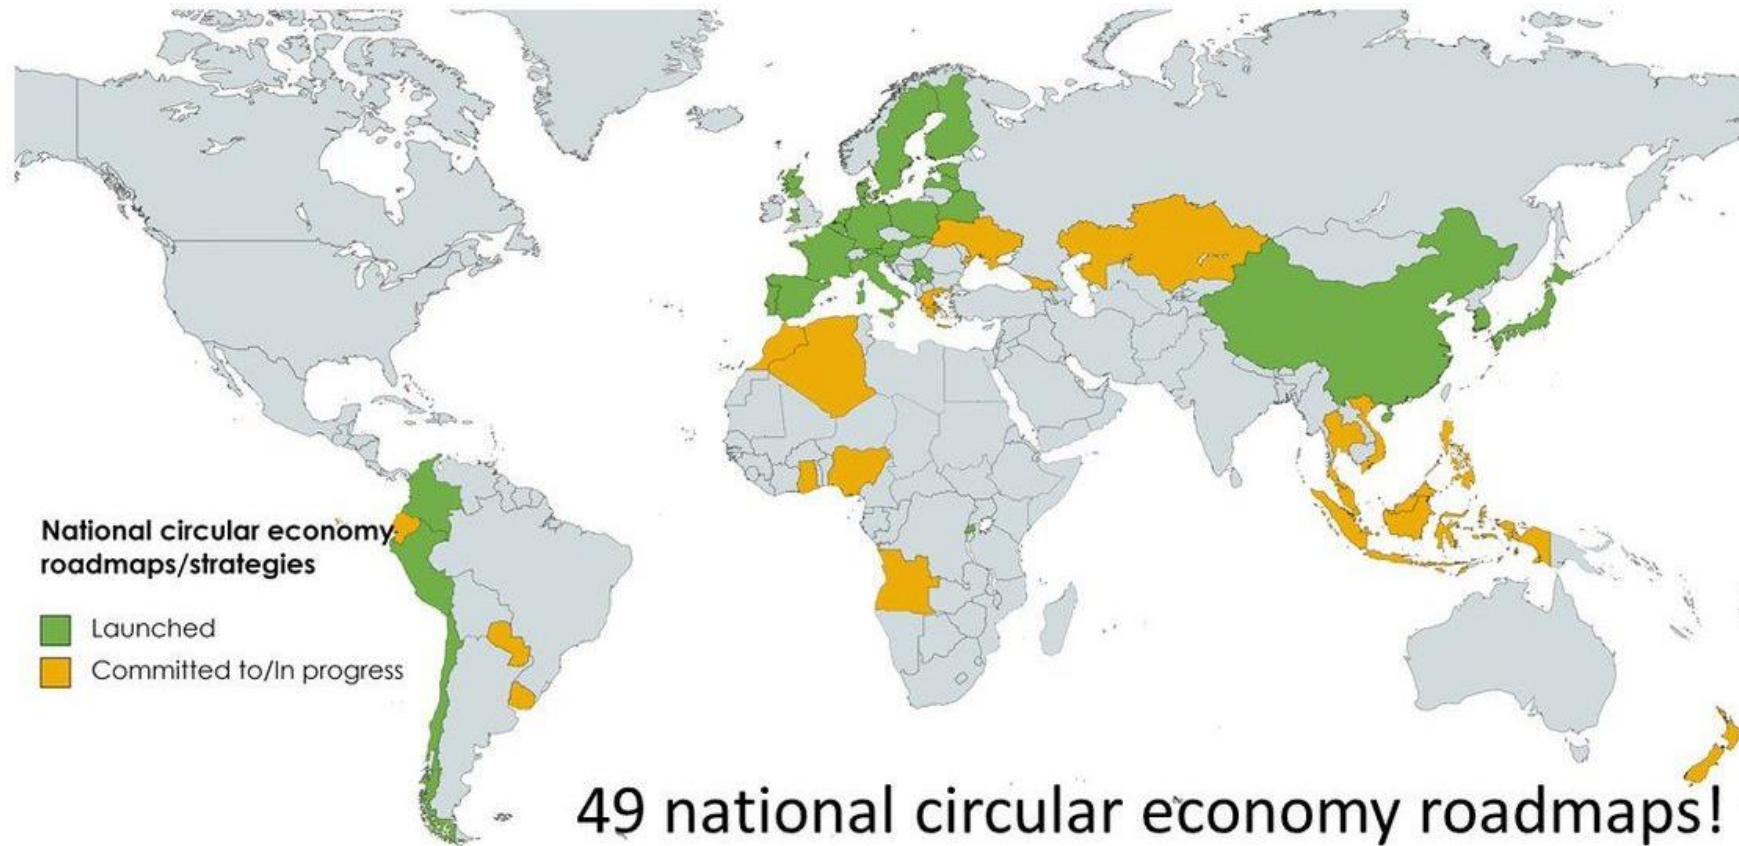 National circular economy
roadmaps/strategies
Launched
Committed to/In progress
49 national circular economy roadmaps!